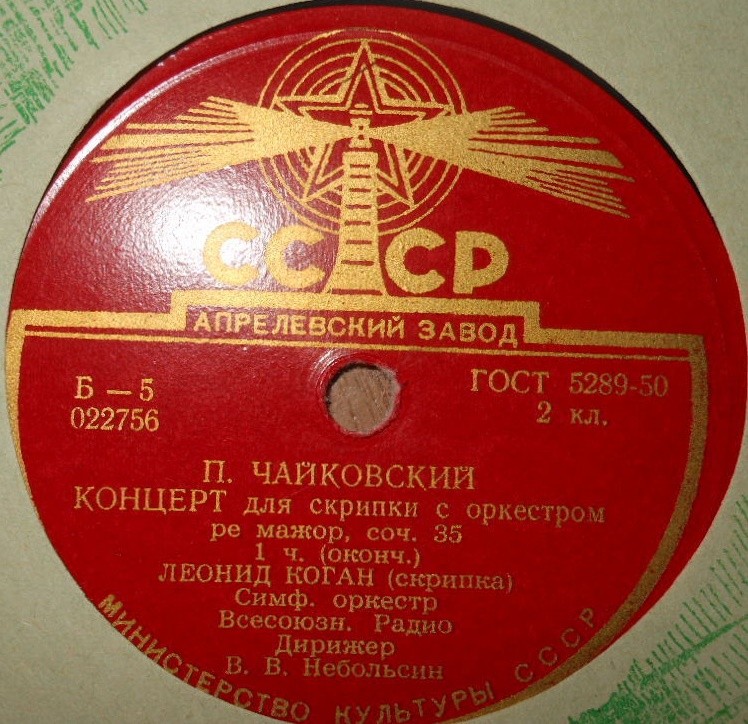 СССР
АПРЕЛЕВСКИЙ ЗАВОД
Б — 5
022756
ГОСТ 5289-50
2 кл.
П. ЧАЙКОВСКИЙ
КОНЦЕРТ для скрипки с оркестром
ре мажор, соч. 35
1 ч. (оконч.)
ЛЕОНИД КОГАН (скрипка)
Симф. оркестр
Всесоюзн. Радио
Дирижер
В. В. Небольсин
МИНИСТЕРСТВО КУЛЬТУРЫ СССР